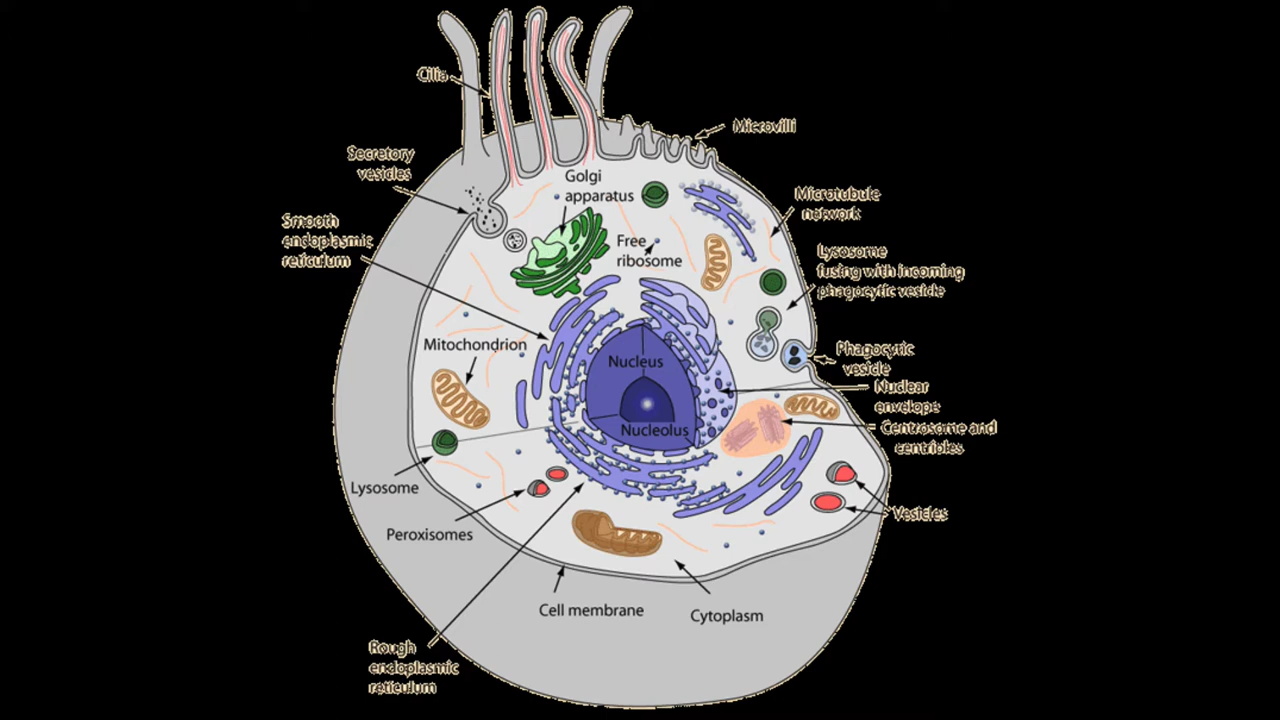 Cilia
Microvilli
Secretory
vesicles
Golgi
apparatus
Microtubule
network
Smooth
endoplasmic
reticulum
Free
ribosome
Lysosome
fusing with incoming
phagocytic vesicle
Mitochondrion
Phagocytic
vesicle
Nucleus
Nuclear
envelope
Nucleolus
Centrosome and
centrioles
Lysosome
Vesicles
Peroxisomes
Cell membrane
Cytoplasm
Rough
endoplasmic
reticulum